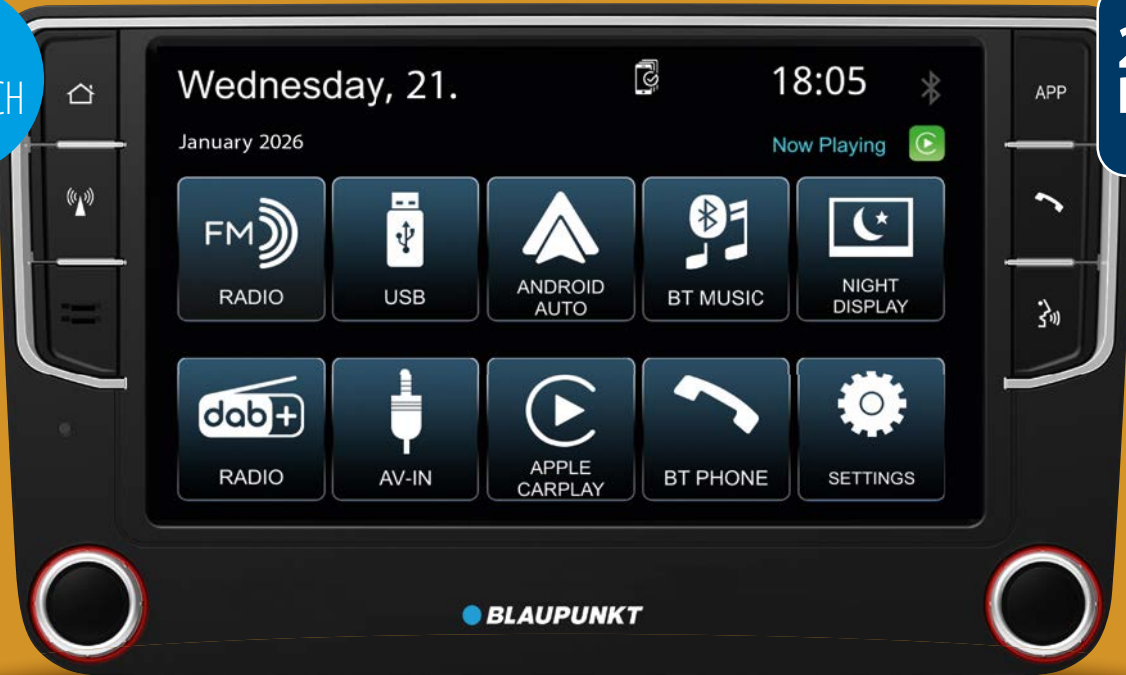 Wednesday, 21.
18:05
APP
January 2026
Now Playing
FM
RADIO
USB
ANDROID
AUTO
BT MUSIC
NIGHT
DISPLAY
dab+
RADIO
AV-IN
APPLE
CARPLAY
BT PHONE
SETTINGS
BLAUPUNKT